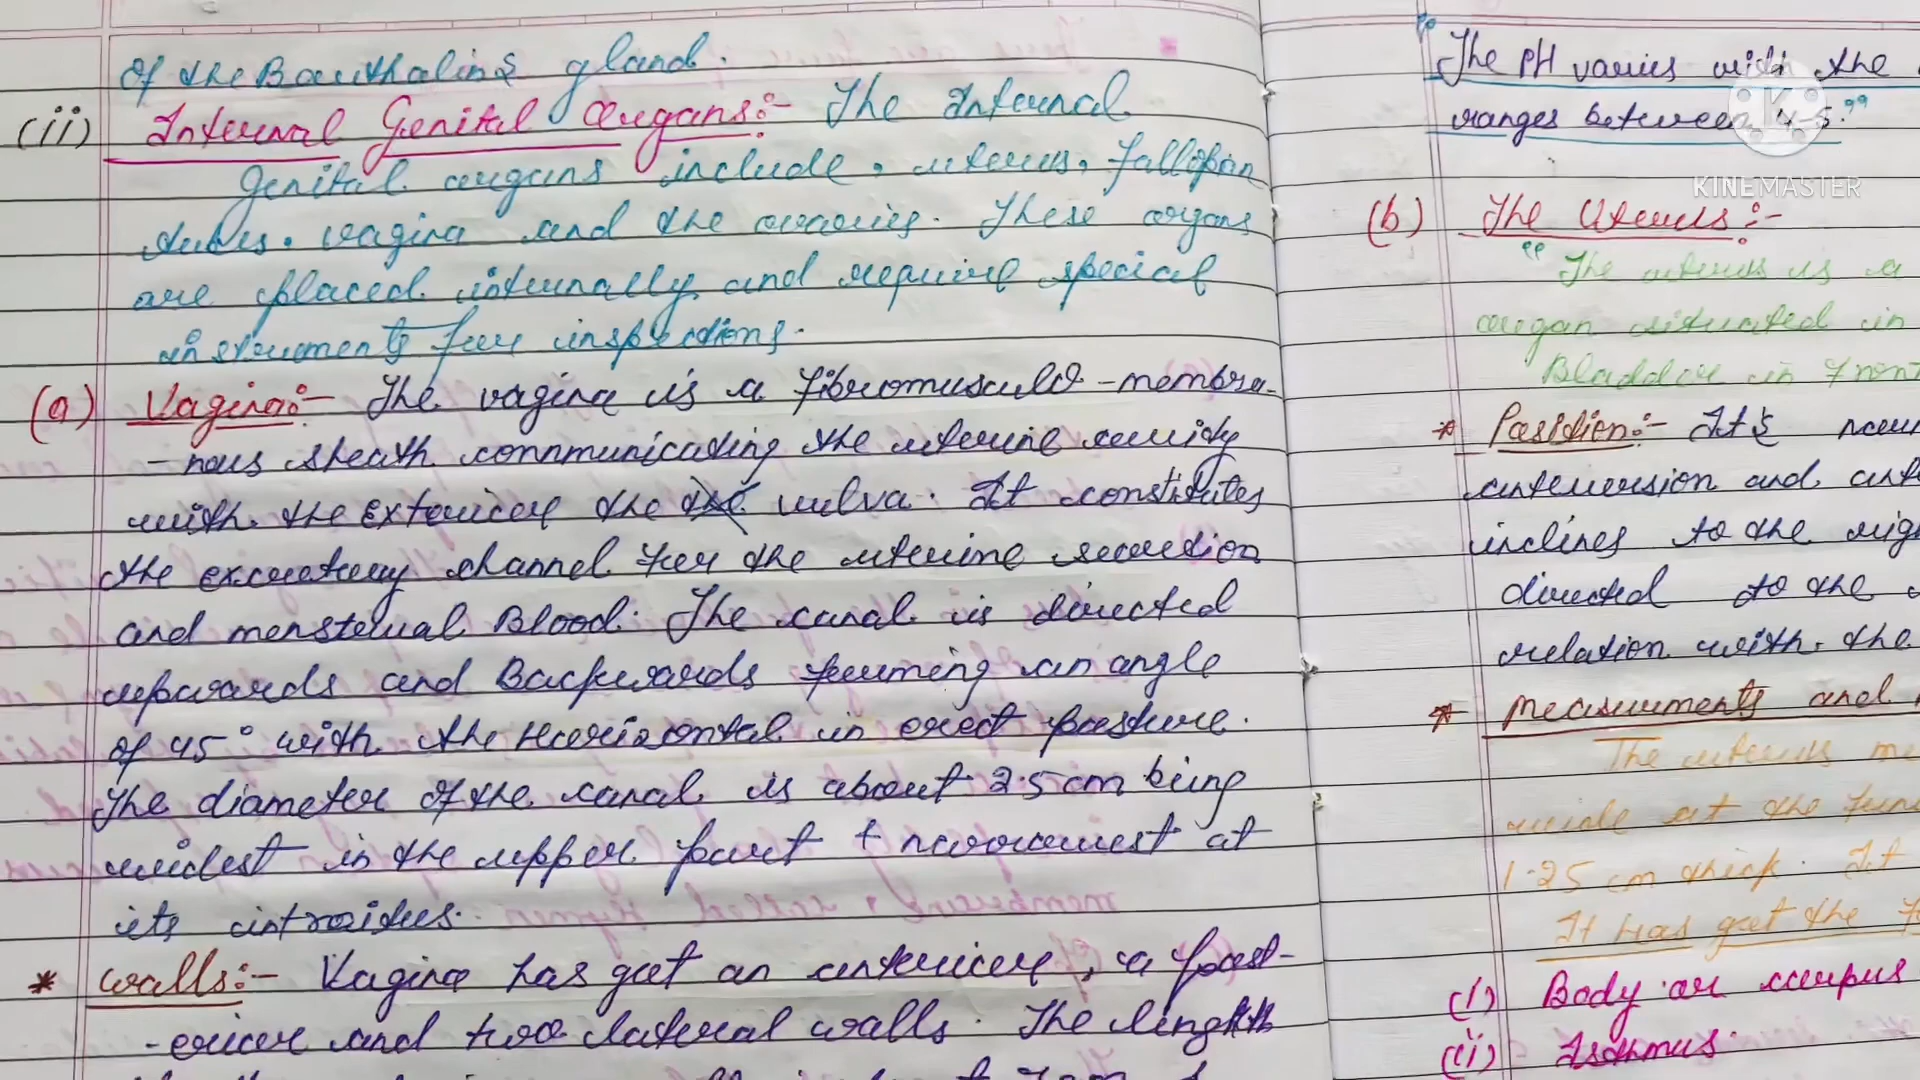 of the Bartholins gland.
(ii) Internal Genital Organs:- The Internal
Genital organs include, uterus, fallopian
tubes, vagina and the ovaries. These organs
are placed internally and require special
instruments for inspections.
(a) Vagina:- The vagina is a fibromusculo-membra-
-nous sheath communicating the uterine cavity
with the exterior the the vulva. It constitutes
the excretory channel for the uterine secretion
and menstrual Blood. The canal is directed
upwards and Backwards forming an angle
of 45° with the Horizontal in erect posture.
The diameter of the canal is about 2.5 cm being
widest in the upper part + narrowest at
its introitus.
* Walls:- Vagina has got an anterior, a post-
-erior and two lateral walls. The length
The PH varies with the
ranges between 4-5."
KINEMASTER
(b) The Uterus:-
"The uterus is a
organ situated in
Bladder in front
* Position:- It's
anteversion and
inclines to the
directed to the
relation with the
* Measurments and
The uterus
wide at the
1.25 cm thick. It
It has got the
(i) Body or corpus
(ii) Isthmus.